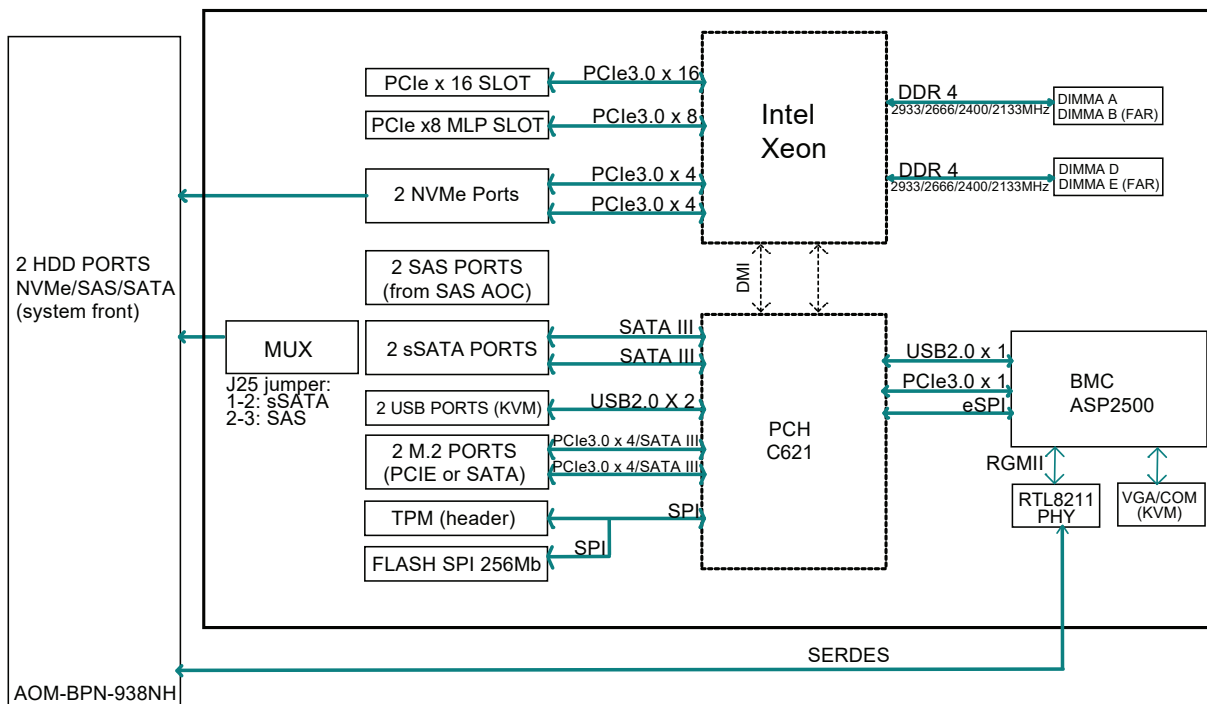 2 HDD PORTS
NVMe/SAS/SATA
(system front)
AOM-BPN-938NH
PCIe x 16 SLOT
PCIe3.0 x 16
PCIe x8 MLP SLOT
PCIe3.0 x 8
2 NVMe Ports
PCIe3.0 x 4
PCIe3.0 x 4
2 SAS PORTS
(from SAS AOC)
MUX
J25 jumper:
1-2: sSATA
2-3: SAS
2 sSATA PORTS
SATA III
SATA III
2 USB PORTS (KVM)
USB2.0 X 2
2 M.2 PORTS
(PCIE or SATA)
PCIe3.0 x 4/SATA III
PCIe3.0 x 4/SATA III
TPM (header)
SPI
SPI
FLASH SPI 256Mb
Intel
Xeon
DMI
PCH
C621
DDR 4
2933/2666/2400/2133MHz
DIMMA A
DIMMA B (FAR)
DDR 4
2933/2666/2400/2133MHz
DIMMA D
DIMMA E (FAR)
USB2.0 x 1
PCIe3.0 x 1
eSPI
BMC
ASP2500
RGMII
RTL8211
PHY
VGA/COM
(KVM)
SERDES